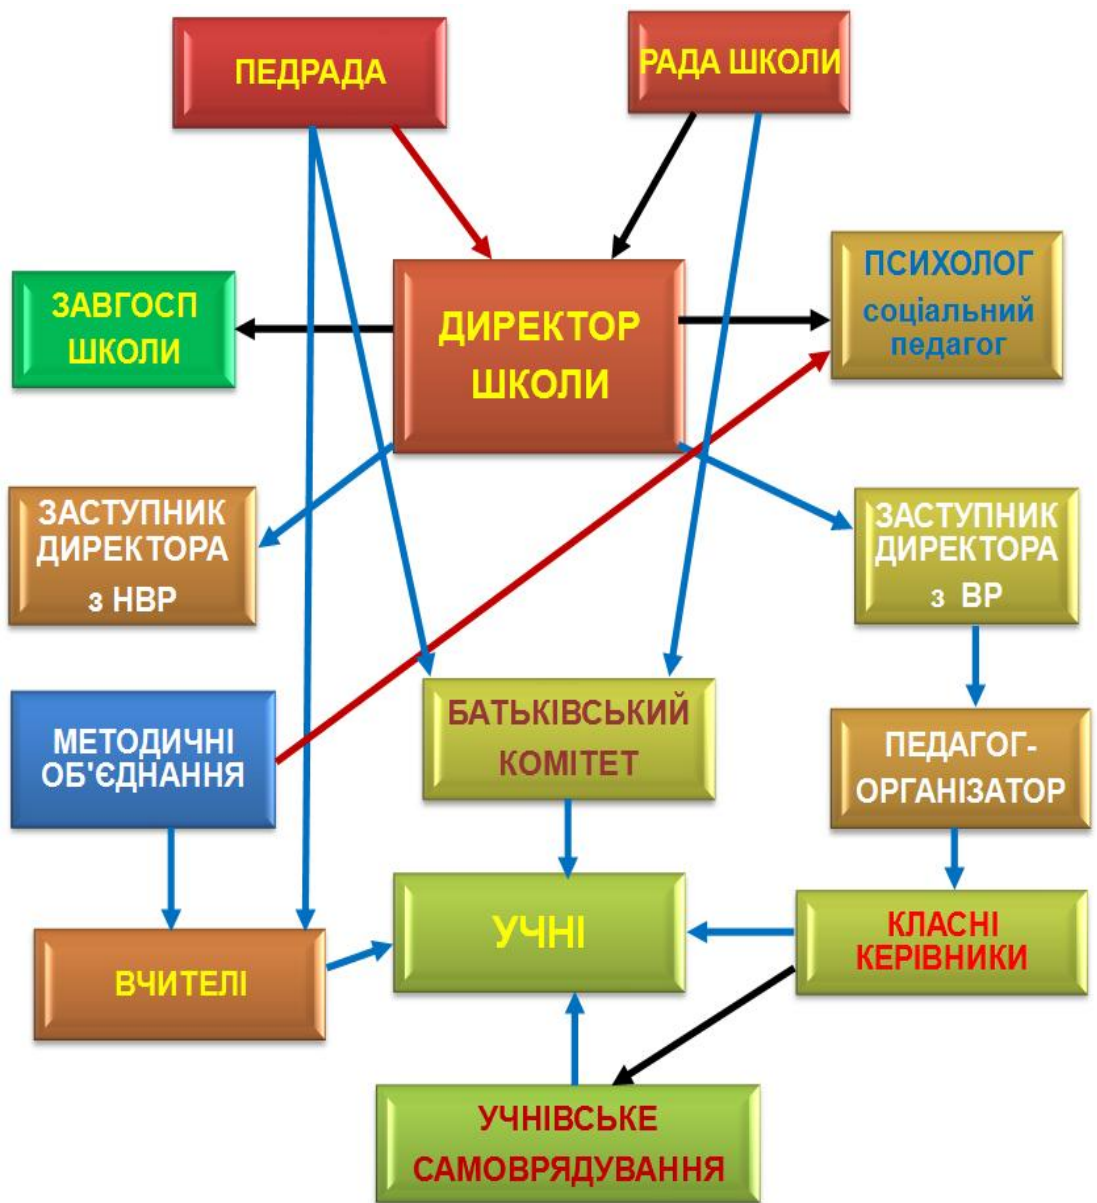 ПЕДРАДА
РАДА ШКОЛИ
ЗАВГОСП
ШКОЛИ
ДИРЕКТОР
ШКОЛИ
ПСИХОЛОГ
соціальний
педагог
ЗАСТУПНИК
ДИРЕКТОРА
з НВР
ЗАСТУПНИК
ДИРЕКТОРА
з ВР
МЕТОДИЧНІ
ОБ'ЄДНАННЯ
БАТЬКІВСЬКИЙ
КОМІТЕТ
ПЕДАГОГ-
ОРГАНІЗАТОР
ВЧИТЕЛІ
УЧНІ
КЛАСНІ
КЕРІВНИКИ
УЧНІВСЬКЕ
САМОВРЯДУВАННЯ